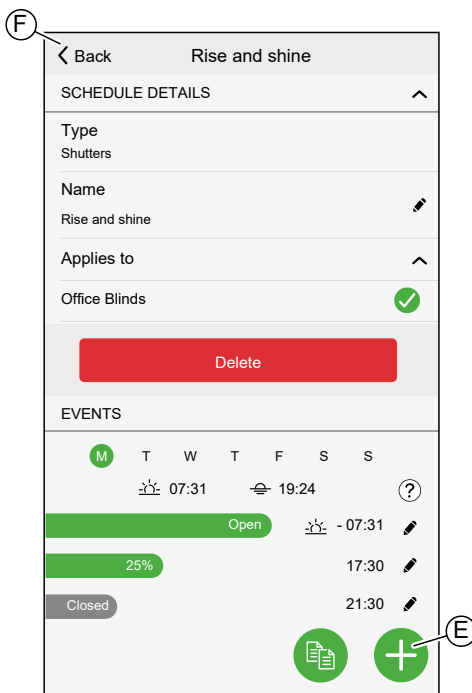 F
Back Rise and shine
SCHEDULE DETAILS
Type
Shutters
Name
Rise and shine
Applies to
Office Blinds
Delete
EVENTS
M T W T F S S
07:31 19:24 ?
Open - 07:31
25% 17:30
Closed 21:30
E